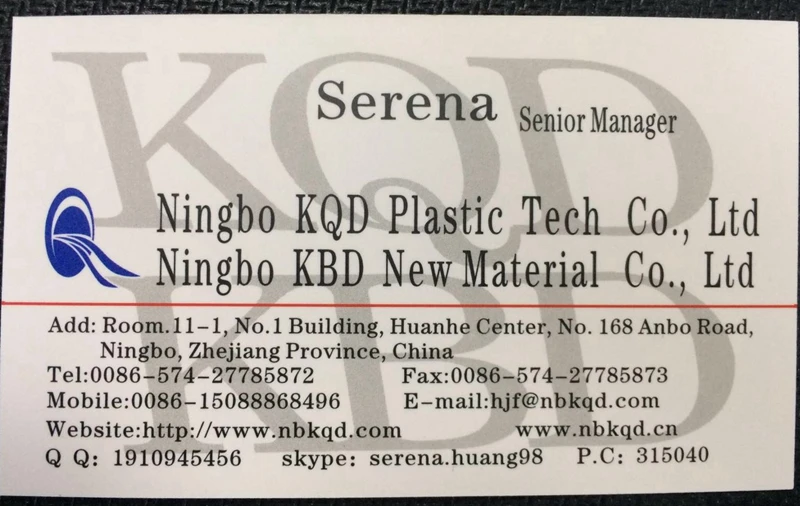 Serena Senior Manager
KQD
Ningbo KQD Plastic Tech Co., Ltd
Ningbo KBD New Material Co., Ltd
KBD
Add: Room.11-1, No.1 Building, Huanhe Center, No. 168 Anbo Road,
Ningbo, Zhejiang Province, China
Tel:0086-574-27785872 Fax:0086-574-27785873
Mobile:0086-15088868496 E-mail:hjf@nbkqd.com
Website:http://www.nbkqd.com www.nbkqd.cn
Q Q: 1910945456 skype: serena.huang98 P.C: 315040